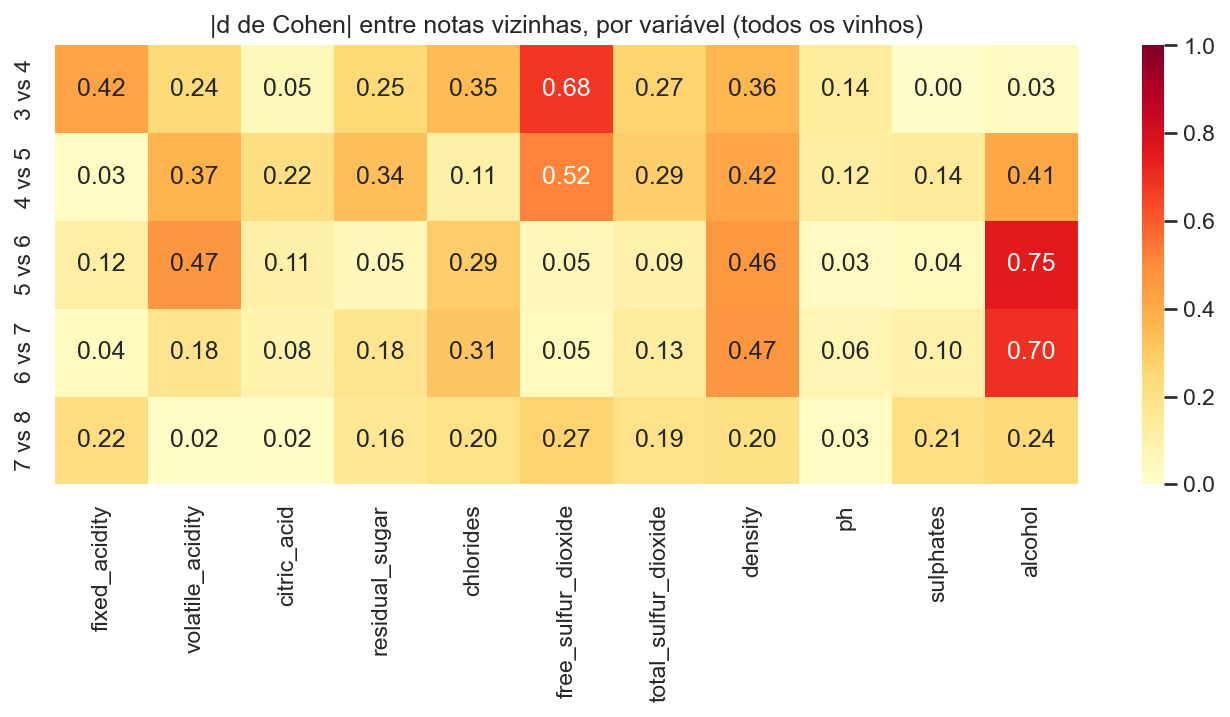 |d de Cohen| entre notas vizinhas, por variável (todos os vinhos)
3 vs 4 0.42 0.24 0.05 0.25 0.35 0.68 0.27 0.36 0.14 0.00 0.03
4 vs 5 0.03 0.37 0.22 0.34 0.11 0.52 0.29 0.42 0.12 0.14 0.41
5 vs 6 0.12 0.47 0.11 0.05 0.29 0.05 0.09 0.46 0.03 0.04 0.75
6 vs 7 0.04 0.18 0.08 0.18 0.31 0.05 0.13 0.47 0.06 0.10 0.70
7 vs 8 0.22 0.02 0.02 0.16 0.20 0.27 0.19 0.20 0.03 0.21 0.24
fixed_acidity
volatile_acidity
citric_acid
residual_sugar
chlorides
free_sulfur_dioxide
total_sulfur_dioxide
density
ph
sulphates
alcohol
1.0
0.8
0.6
0.4
0.2
0.0